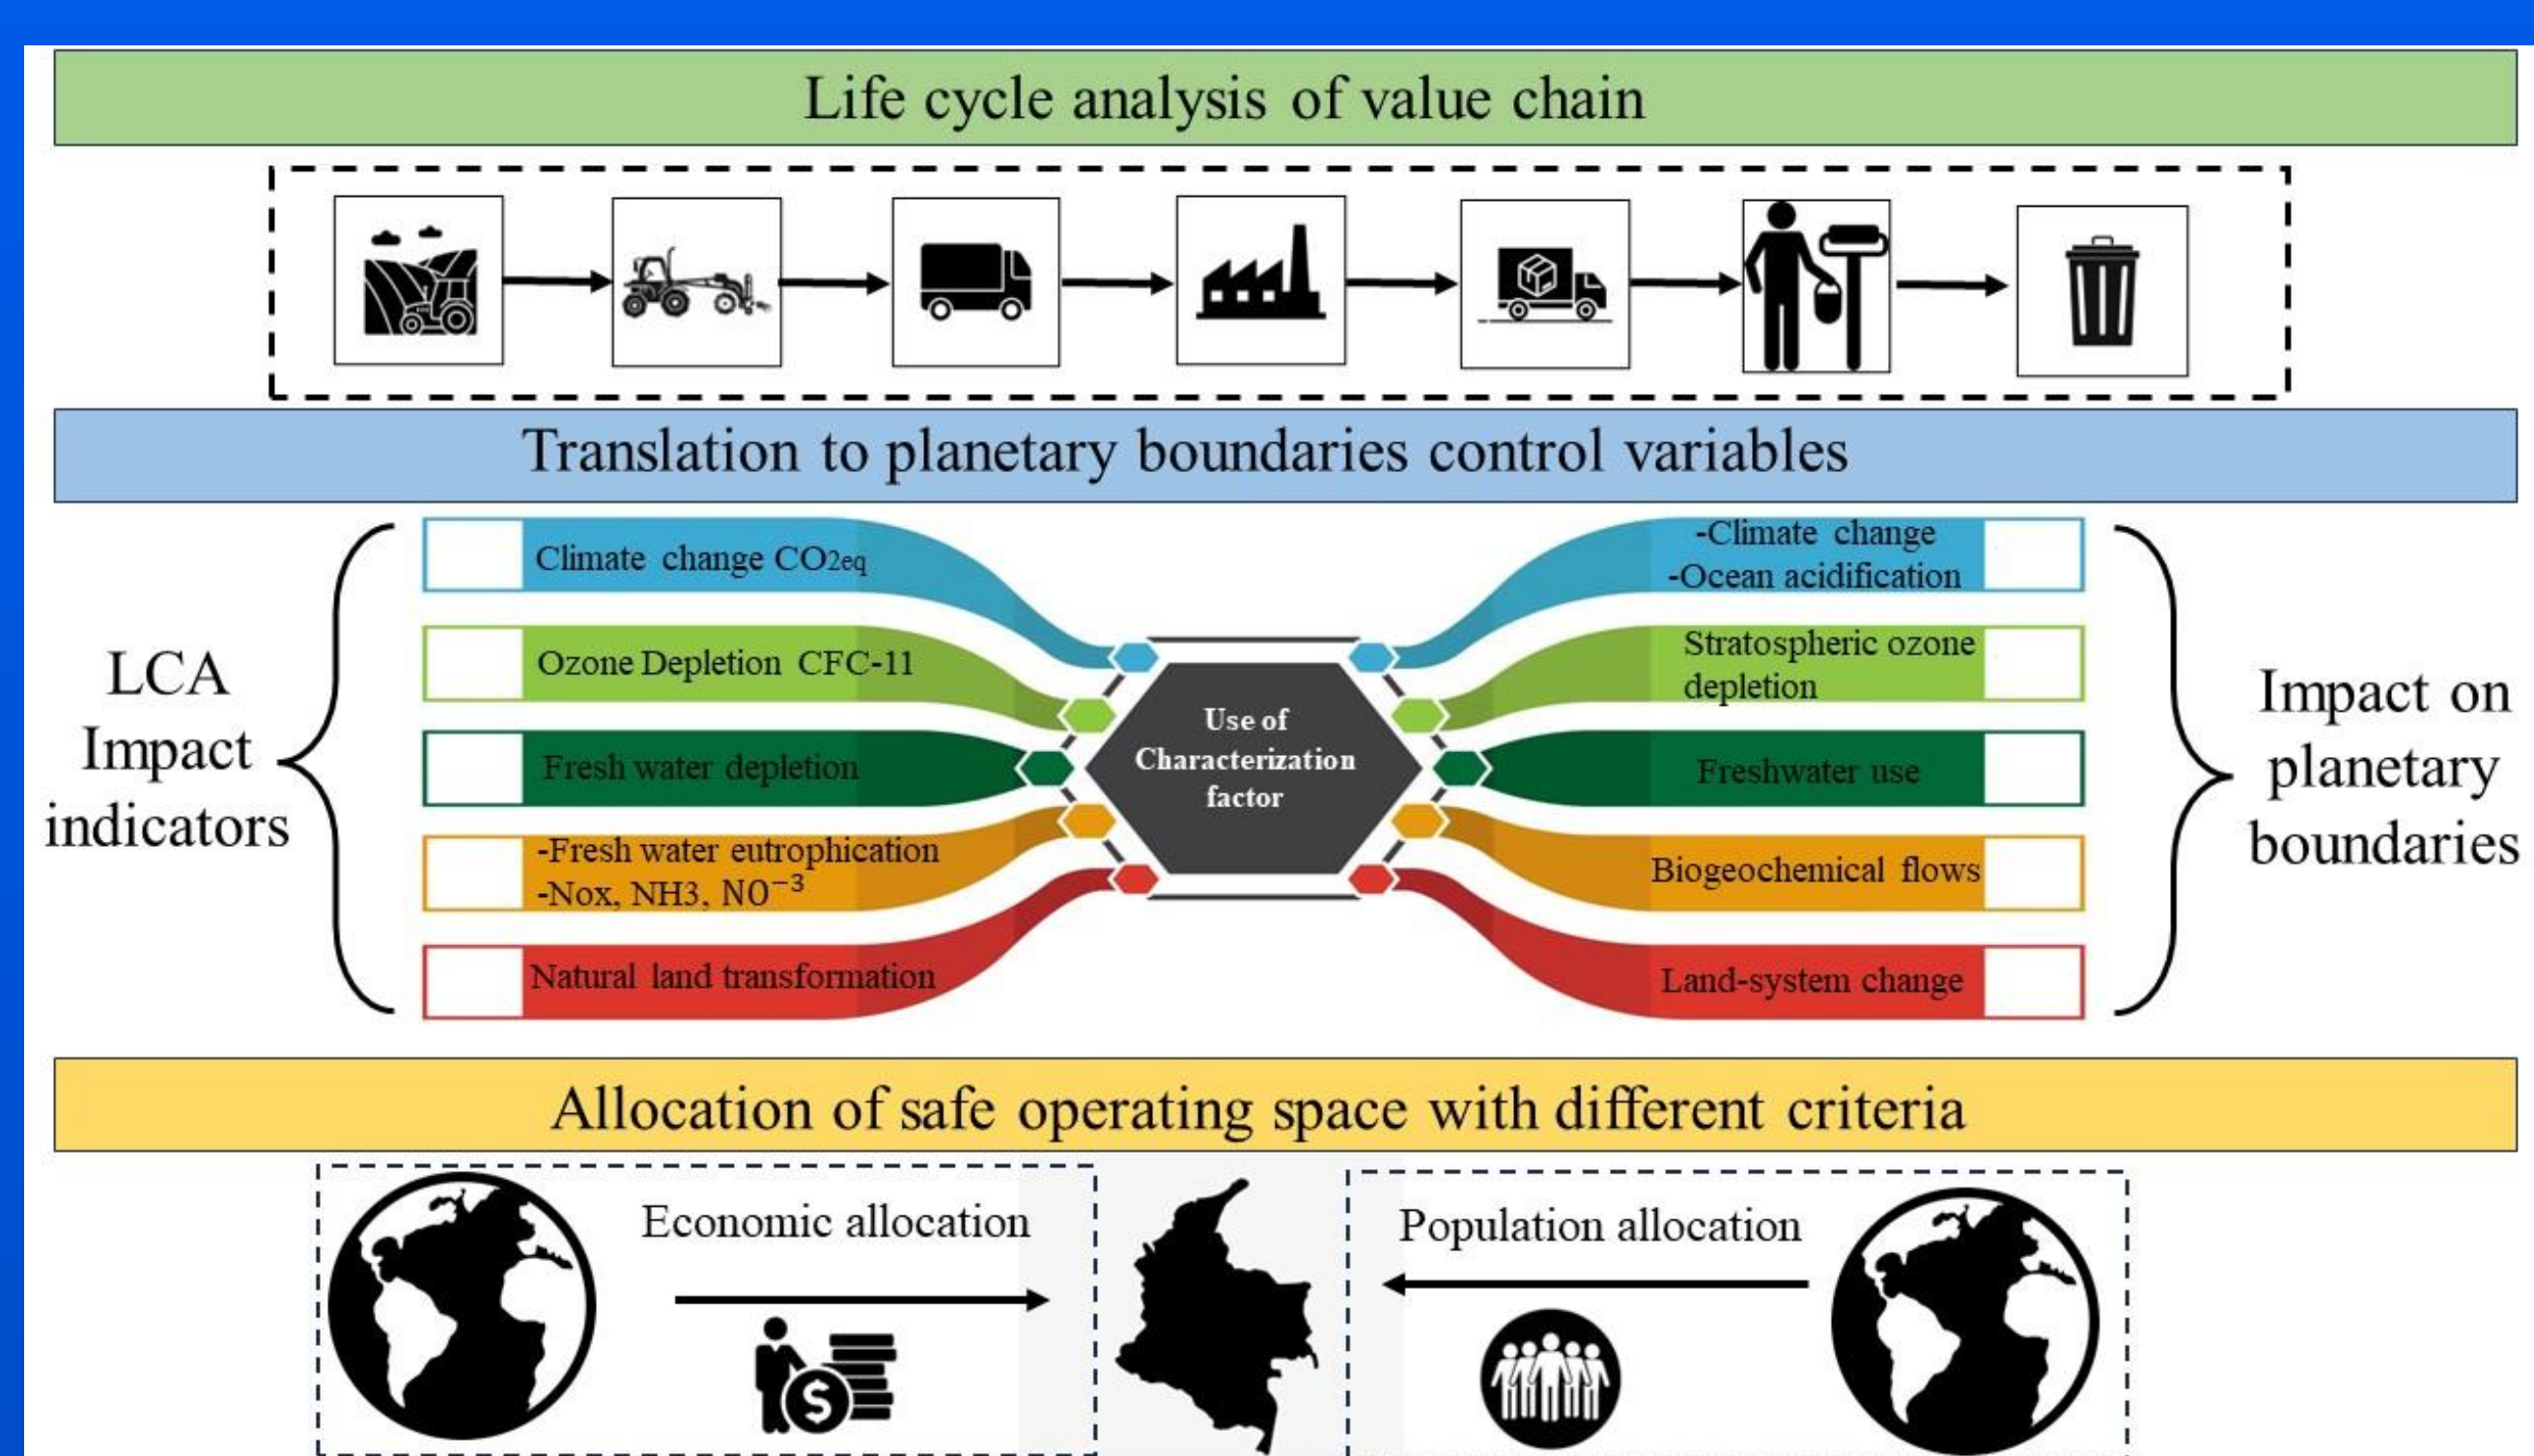 Life cycle analysis of value chain
Translation to planetary boundaries control variables
LCA
Impact
indicators
Climate change CO2eq
Ozone Depletion CFC-11
Fresh water depletion
-Fresh water eutrophication
-Nox, NH3, NO⁻³
Natural land transformation
Use of
Characterization
factor
-Climate change
-Ocean acidification
Stratospheric ozone
depletion
Freshwater use
Biogeochemical flows
Land-system change
Impact on
planetary
boundaries
Allocation of safe operating space with different criteria
Economic allocation
$
Population allocation